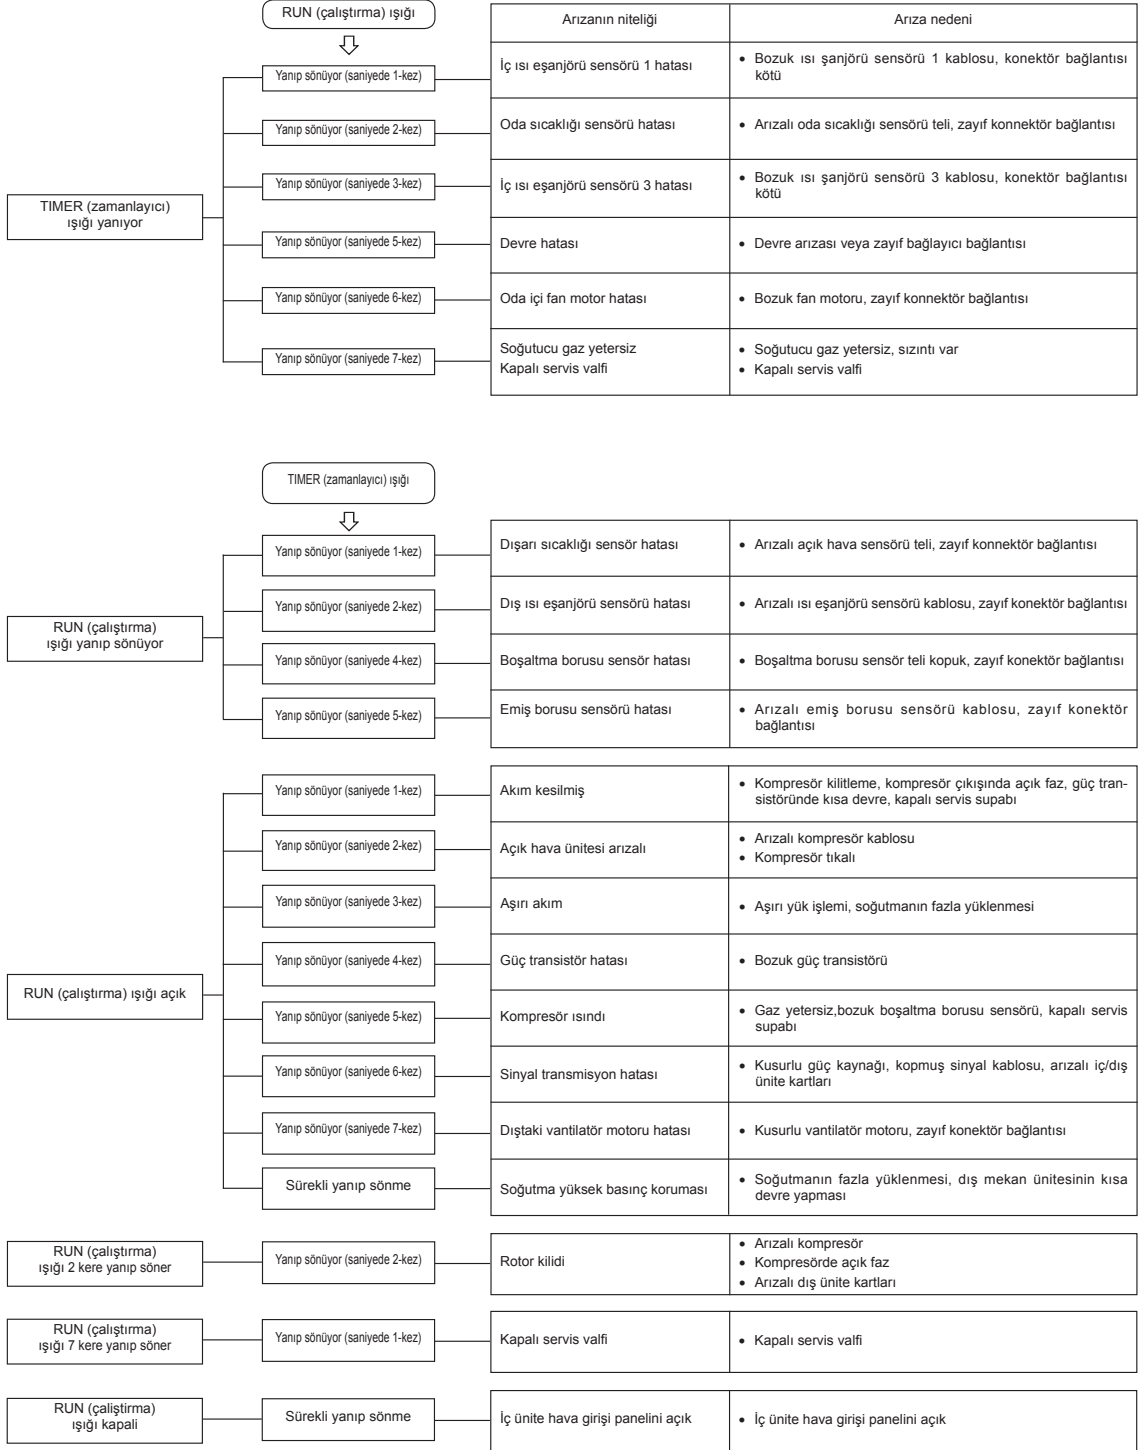 RUN (çalıştırma) ışığı
Arızanın niteliği
Arıza nedeni
Yanıp sönüyor (saniyede 1-kez)
İç ısı eşanjörü sensörü 1 hatası
• Bozuk ısı şanjörü sensörü 1 kablosu, konektör bağlantısı
kötü
Yanıp sönüyor (saniyede 2-kez)
Oda sıcaklığı sensörü hatası
• Arızalı oda sıcaklığı sensörü teli, zayıf konnektör bağlantısı
Yanıp sönüyor (saniyede 3-kez)
İç ısı eşanjörü sensörü 3 hatası
• Bozuk ısı şanjörü sensörü 3 kablosu, konektör bağlantısı
kötü
TIMER (zamanlayıcı)
ışığı yanıyor
Yanıp sönüyor (saniyede 5-kez)
Devre hatası
• Devre arızası veya zayıf bağlayıcı bağlantısı
Yanıp sönüyor (saniyede 6-kez)
Oda içi fan motor hatası
• Bozuk fan motoru, zayıf konnektör bağlantısı
Yanıp sönüyor (saniyede 7-kez)
Soğutucu gaz yetersiz
Kapalı servis valfi
• Soğutucu gaz yetersiz, sızıntı var
• Kapalı servis valfi
TIMER (zamanlayıcı) ışığı
Yanıp sönüyor (saniyede 1-kez)
Dışarı sıcaklığı sensör hatası
• Arızalı açık hava sensörü teli, zayıf konnektör bağlantısı
Yanıp sönüyor (saniyede 2-kez)
Dış ısı eşanjörü sensörü hatası
• Arızalı ısı eşanjörü sensörü kablosu, zayıf konektör bağlantısı
RUN (çalıştırma)
ışığı yanıp sönüyor
Yanıp sönüyor (saniyede 4-kez)
Boşaltma borusu sensör hatası
• Boşaltma borusu sensör teli kopuk, zayıf konektör bağlantısı
Yanıp sönüyor (saniyede 5-kez)
Emiş borusu sensörü hatası
• Arızalı emiş borusu sensörü kablosu, zayıf konektör
bağlantısı
Yanıp sönüyor (saniyede 1-kez)
Akım kesilmiş
• Kompresör kilitleme, kompresör çıkışında açık faz, güç tran-
sistöründe kısa devre, kapalı servis supabı
Yanıp sönüyor (saniyede 2-kez)
Açık hava ünitesi arızalı
• Arızalı kompresör kablosu
• Kompresör tıkalı
Yanıp sönüyor (saniyede 3-kez)
Aşırı akım
• Aşırı yük işlemi, soğutmanın fazla yüklenmesi
Yanıp sönüyor (saniyede 4-kez)
Güç transistör hatası
• Bozuk güç transistörü
RUN (çalıştırma) ışığı açık
Yanıp sönüyor (saniyede 5-kez)
Kompresör ısındı
• Gaz yetersiz,bozuk boşaltma borusu sensörü, kapalı servis
supabı
Yanıp sönüyor (saniyede 6-kez)
Sinyal transmisyon hatası
• Kusurlu güç kaynağı, kopmuş sinyal kablosu, arızalı iç/dış
ünite kartları
Yanıp sönüyor (saniyede 7-kez)
Dıştaki vantilatör motoru hatası
• Kusurlu vantilatör motoru, zayıf konektör bağlantısı
Sürekli yanıp sönme
Soğutma yüksek basınç koruması
• Soğutmanın fazla yüklenmesi, dış mekan ünitesinin kısa
devre yapması
RUN (çalıştırma)
ışığı 2 kere yanıp söner
Yanıp sönüyor (saniyede 2-kez)
Rotor kilidi
• Arızalı kompresör
• Kompresörde açık faz
• Arızalı dış ünite kartları
RUN (çalıştırma)
ışığı 7 kere yanıp söner
Yanıp sönüyor (saniyede 1-kez)
Kapalı servis valfi
• Kapalı servis valfi
RUN (çaliştirma)
ışığı kapali
Sürekli yanıp sönme
İç ünite hava girişi panelini açık
• İç ünite hava girişi panelini açık